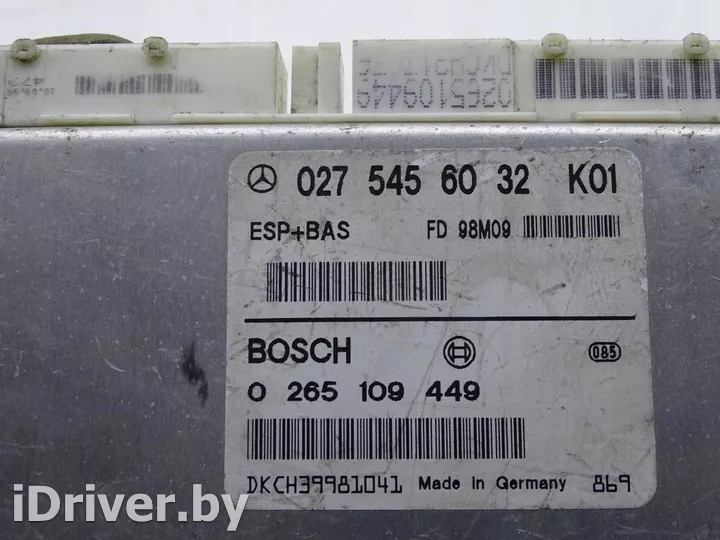 02E5109449
027 545 60 32 K01
ESP+BAS FD 98M09
BOSCH
085
0 265 109 449
DKCH39981041 Made in Germany 869
iDriver.by